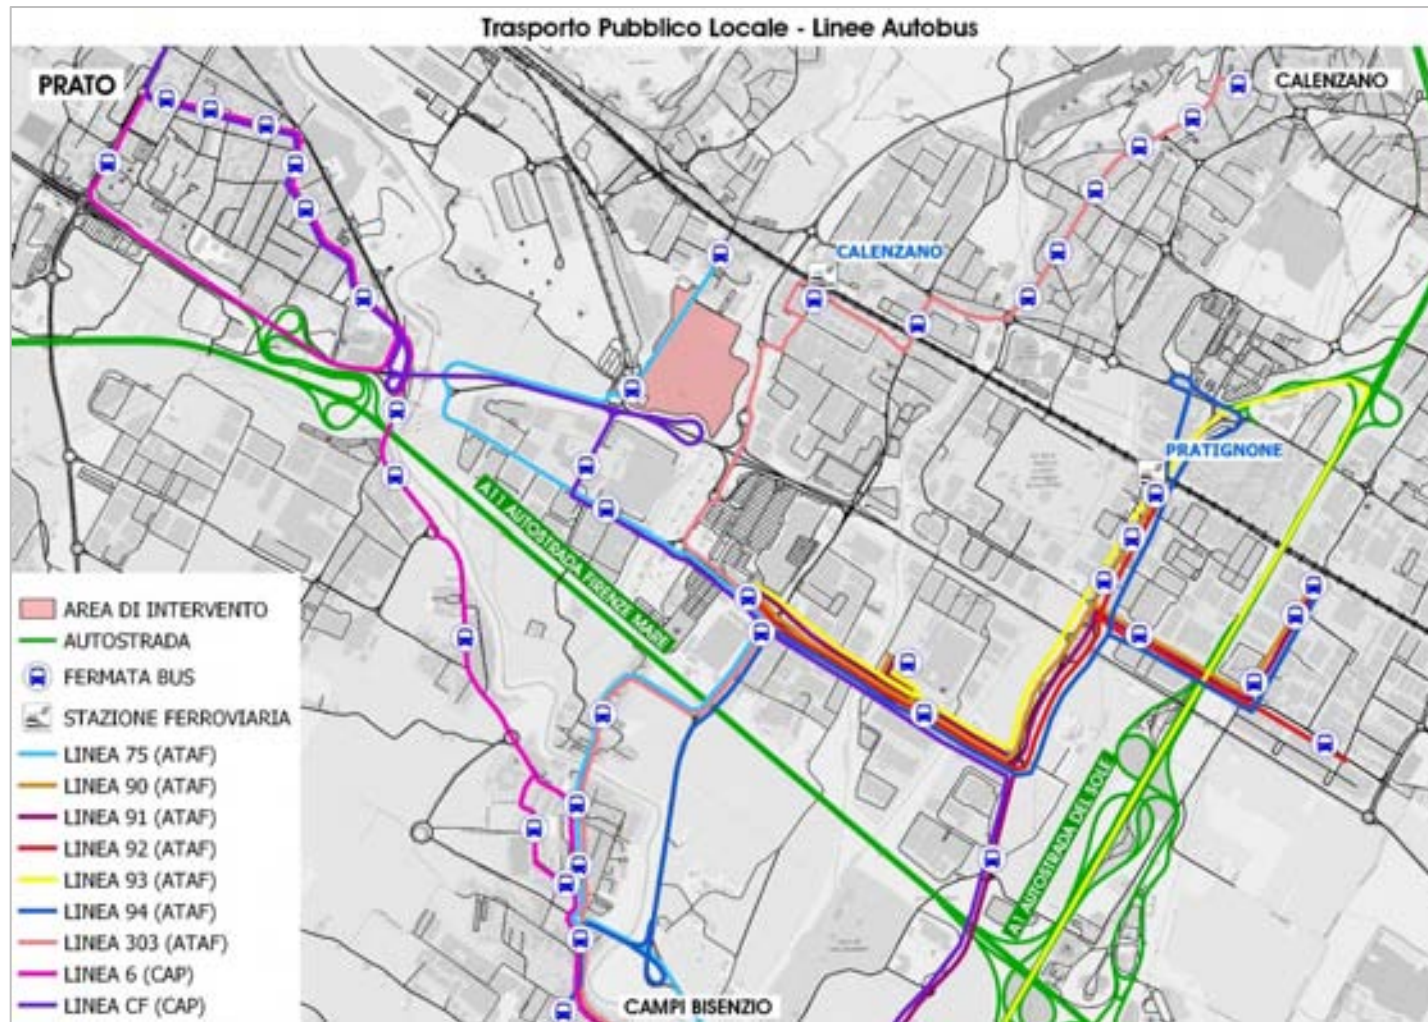 Trasporto Pubblico Locale - Linee Autobus
PRATO
CALENZANO
CALENZANO
PRATIGNONE
A11 AUTOSTRADA FIRENZE MARE
A1 AUTOSTRADA DEL SOLE
CAMPI BISENZIO
AREA DI INTERVENTO
AUTOSTRADA
FERMATA BUS
STAZIONE FERROVIARIA
LINEA 75 (ATAF)
LINEA 90 (ATAF)
LINEA 91 (ATAF)
LINEA 92 (ATAF)
LINEA 93 (ATAF)
LINEA 94 (ATAF)
LINEA 303 (ATAF)
LINEA 6 (CAP)
LINEA CF (CAP)